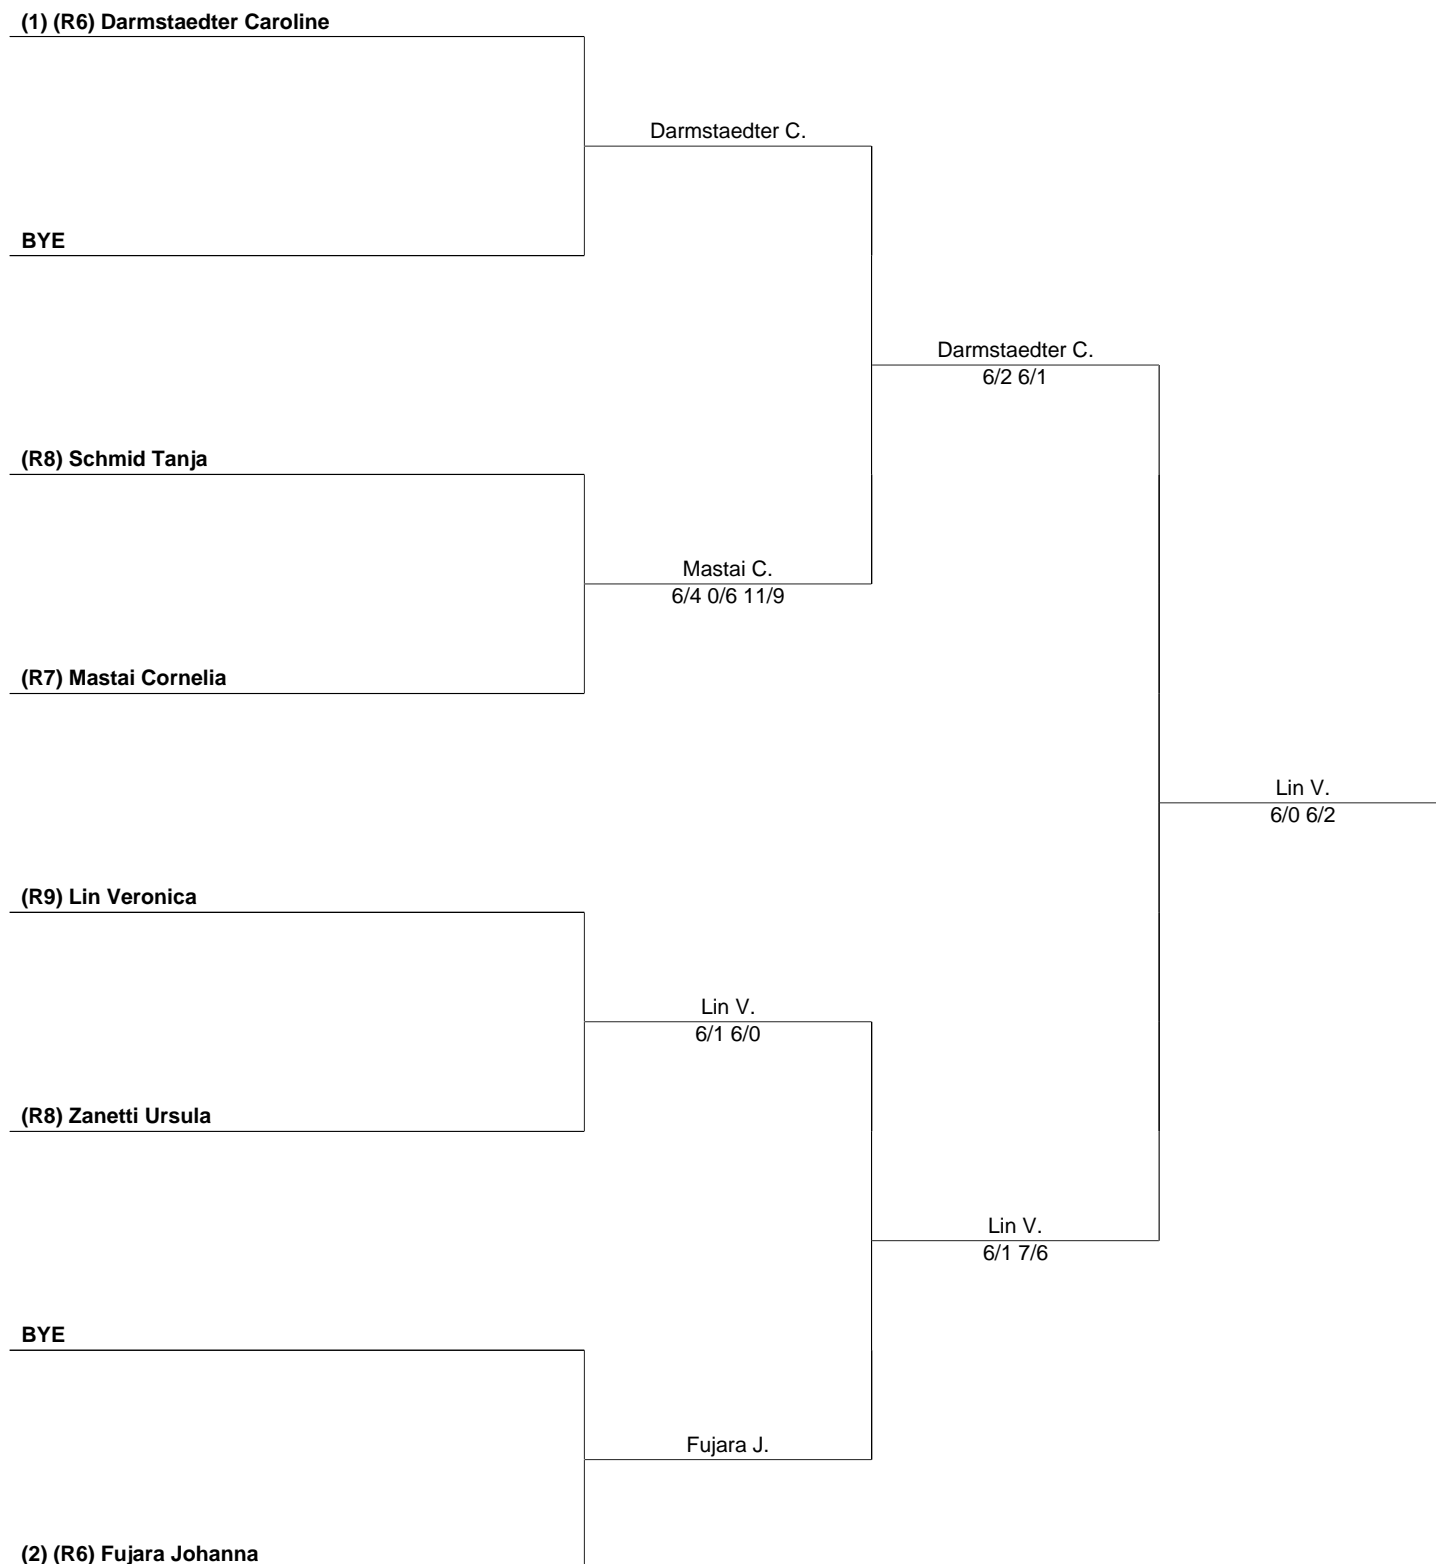 (1) (R6) Darmstaedter Caroline
Darmstaedter C.
BYE
Darmstaedter C.
6/2 6/1
(R8) Schmid Tanja
Mastai C.
6/4 0/6 11/9
(R7) Mastai Cornelia
Lin V.
6/0 6/2
(R9) Lin Veronica
Lin V.
6/1 6/0
(R8) Zanetti Ursula
Lin V.
6/1 7/6
BYE
Fujara J.
(2) (R6) Fujara Johanna